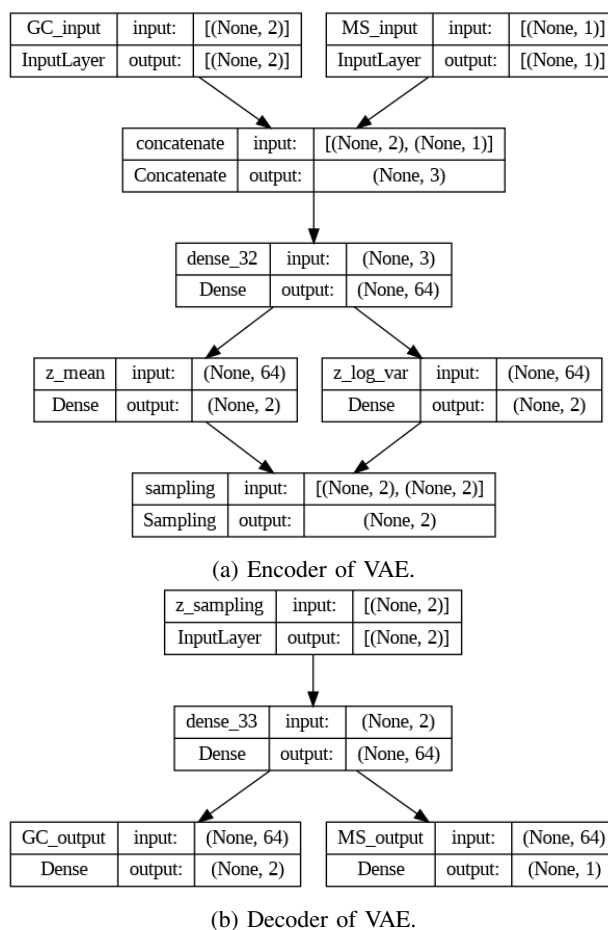 GC_input input: [(None, 2)] MS_input input: [(None, 1)]
InputLayer output: [(None, 2)] InputLayer output: [(None, 1)]
concatenate input: [(None, 2), (None, 1)]
Concatenate output: (None, 3)
dense_32 input: (None, 3)
Dense output: (None, 64)
z_mean input: (None, 64) z_log_var input: (None, 64)
Dense output: (None, 2) Dense output: (None, 2)
sampling input: [(None, 2), (None, 2)]
Sampling output: (None, 2)
(a) Encoder of VAE.
z_sampling input: [(None, 2)]
InputLayer output: [(None, 2)]
dense_33 input: (None, 2)
Dense output: (None, 64)
GC_output input: (None, 64) MS_output input: (None, 64)
Dense output: (None, 2) Dense output: (None, 1)
(b) Decoder of VAE.